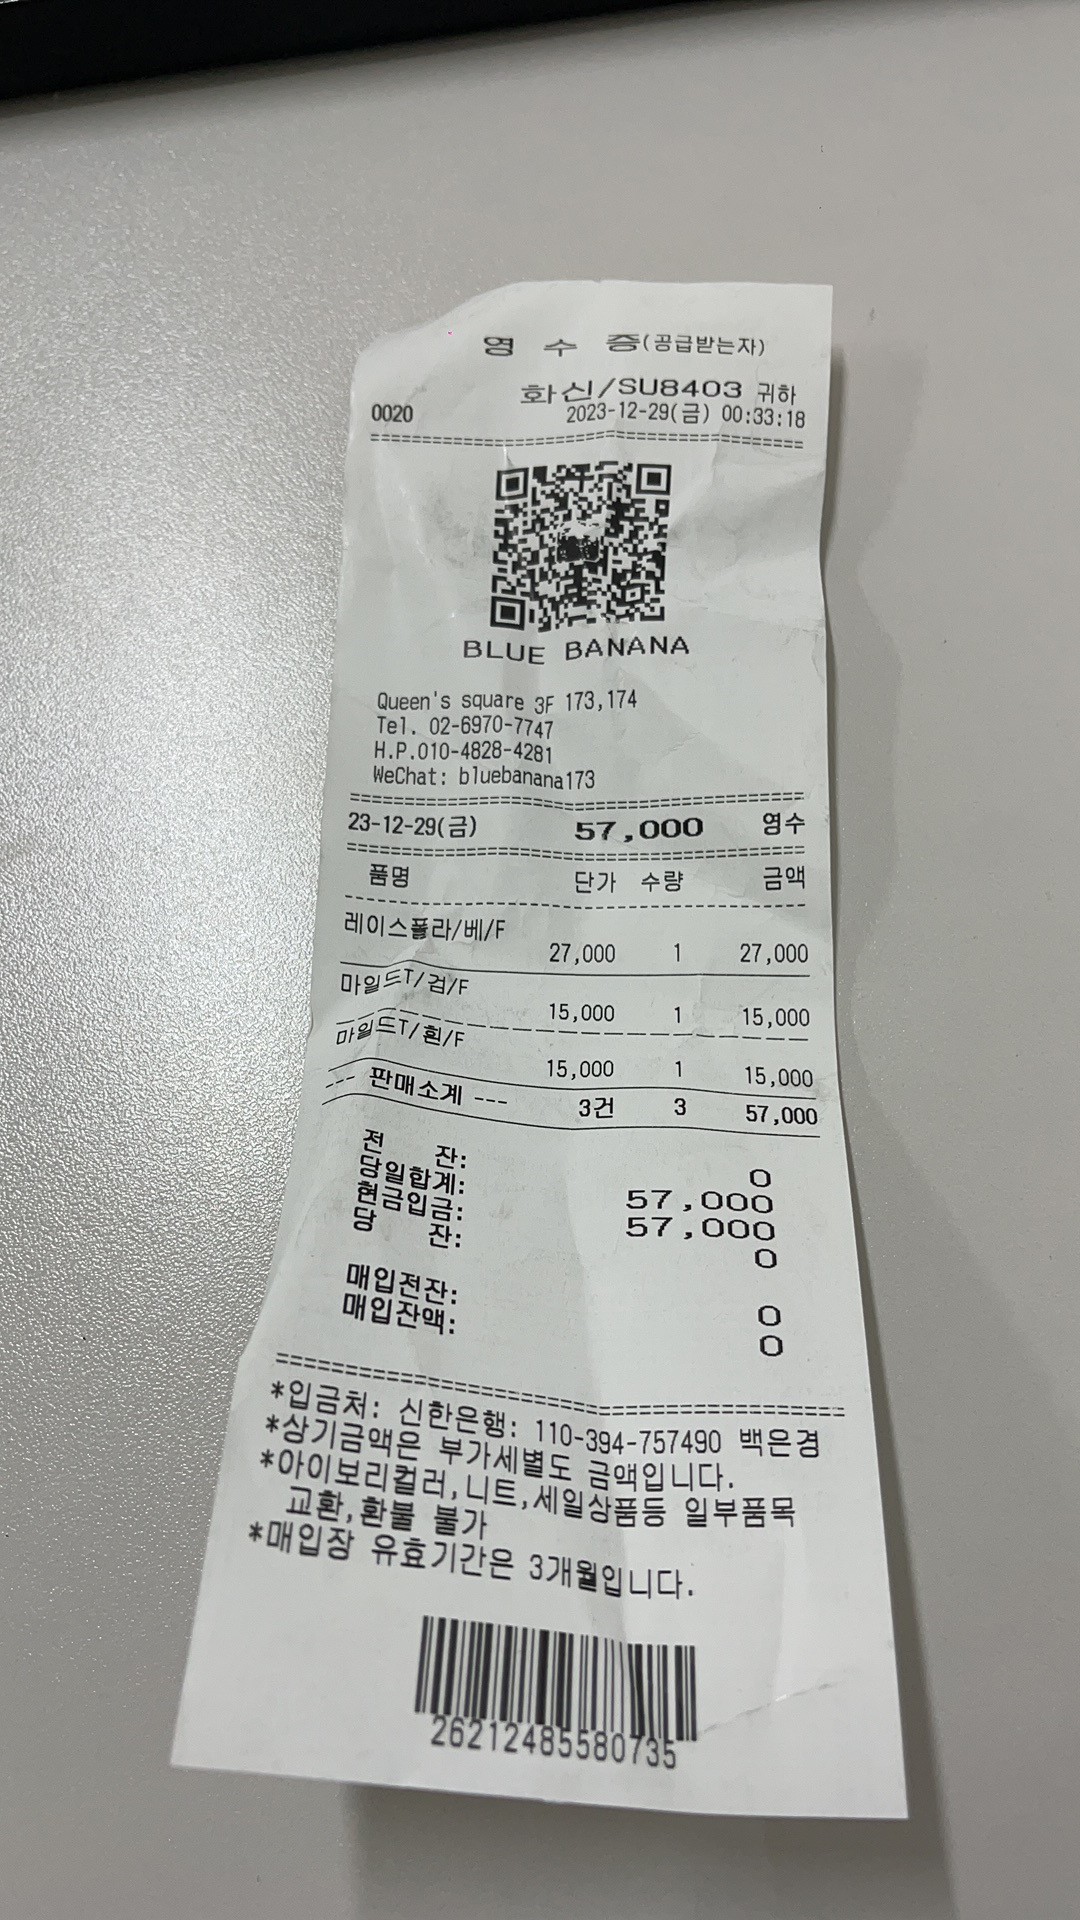 영 수 증(공급받는자)
화신/SU8403 귀하
0020 2023-12-29(금) 00:33:18
BLUE BANANA
Queen's square 3F 173,174
Tel. 02-6970-7747
H.P.010-4828-4281
WeChat: bluebanana173
23-12-29(금) 57,000 영수
품명 단가 수량 금액
레이스폴라/베/F
27,000 1 27,000
마일드T/검/F
15,000 1 15,000
마일드T/흰/F
15,000 1 15,000
--- 판매소계 --- 3건 3 57,000
전 잔: 0
당일합계: 57,000
현금입금: 57,000
당 잔: 0
매입전잔: 0
매입잔액: 0
*입금처: 신한은행: 110-394-757490 백은경
*상기금액은 부가세별도 금액입니다.
*아이보리컬러,니트,세일상품등 일부품목
교환,환불 불가
*매입장 유효기간은 3개월입니다.
26212485580735